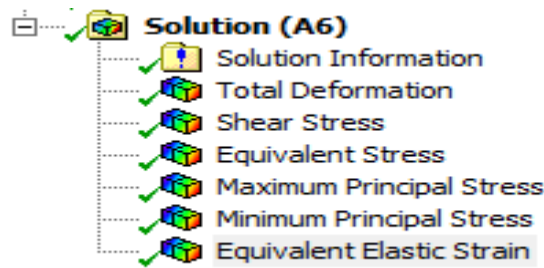 Solution (A6)
Solution Information
Total Deformation
Shear Stress
Equivalent Stress
Maximum Principal Stress
Minimum Principal Stress
Equivalent Elastic Strain